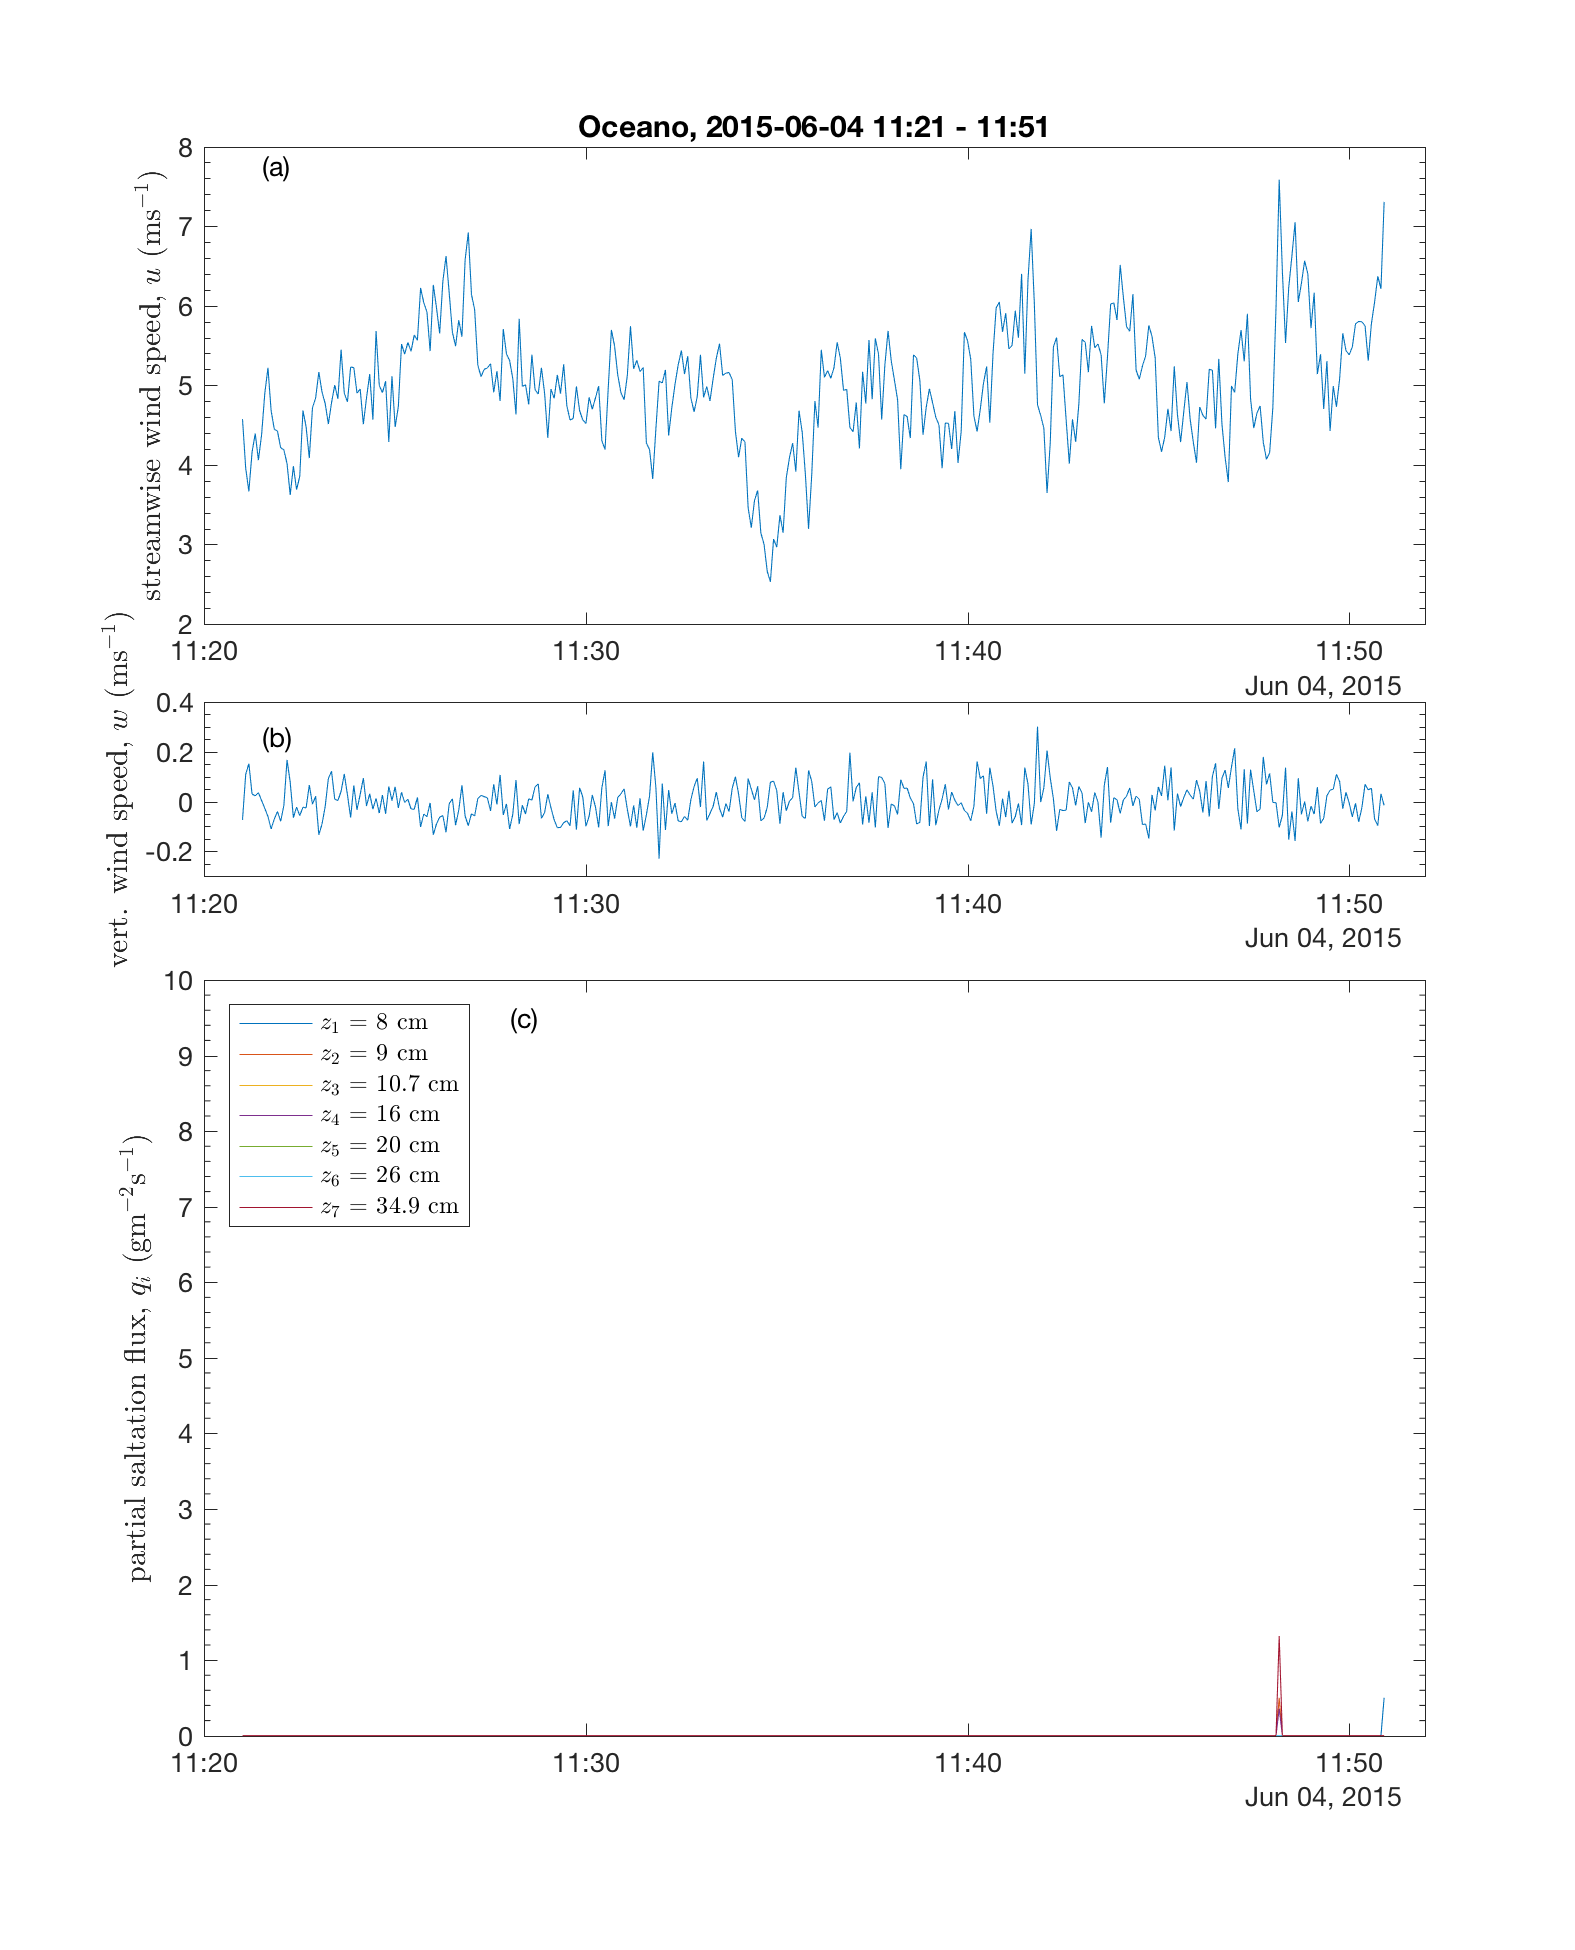 Oceano, 2015-06-04 11:21 - 11:51
(a)
streamwise wind speed, u (ms⁻¹)
8
7
6
5
4
3
2
11:20 11:30 11:40 11:50
Jun 04, 2015
(b)
vert. wind speed, w (ms⁻¹)
0.4
0.2
0
-0.2
11:20 11:30 11:40 11:50
Jun 04, 2015
(c)
partial saltation flux, qᵢ (gm⁻²s⁻¹)
10
9
8
7
6
5
4
3
2
1
0
z₁ = 8 cm
z₂ = 9 cm
z₃ = 10.7 cm
z₄ = 16 cm
z₅ = 20 cm
z₆ = 26 cm
z₇ = 34.9 cm
11:20 11:30 11:40 11:50
Jun 04, 2015